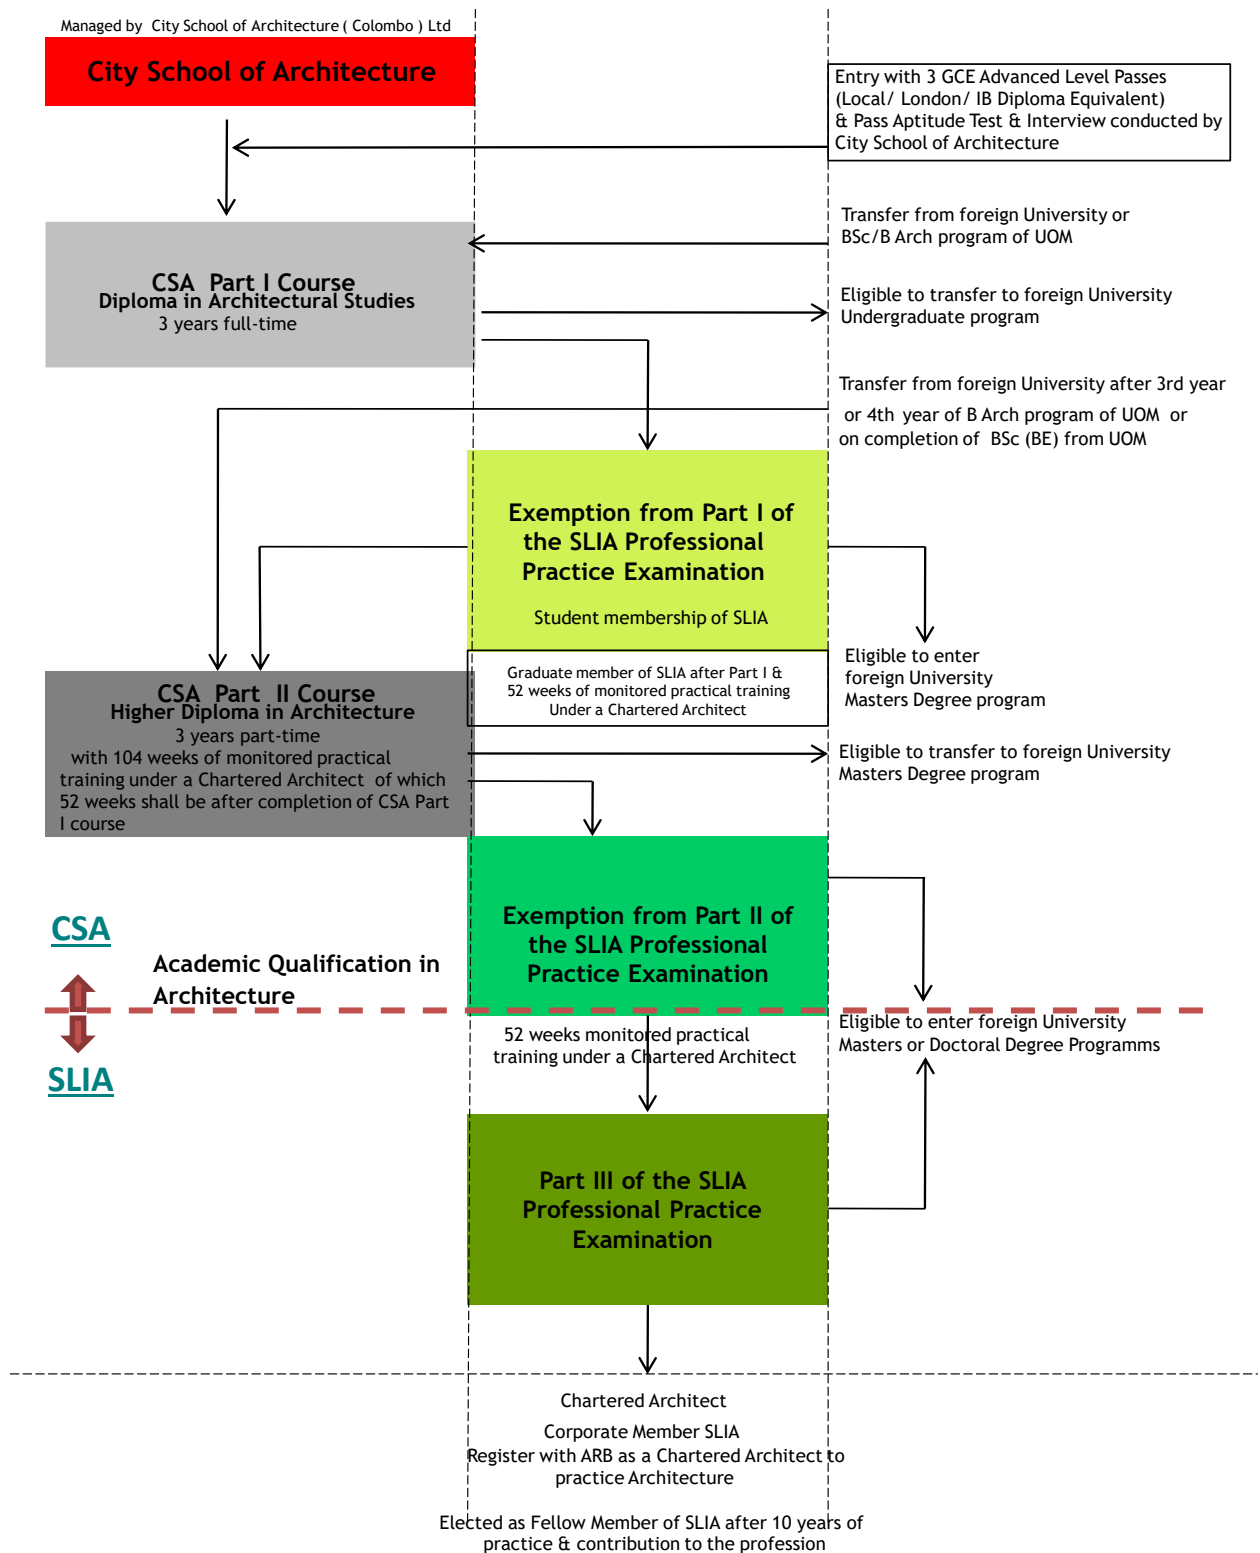 Managed by City School of Architecture ( Colombo ) Ltd
City School of Architecture
Entry with 3 GCE Advanced Level Passes
(Local/ London/ IB Diploma Equivalent)
& Pass Aptitude Test & Interview conducted by
City School of Architecture
Transfer from foreign University or
BSc/B Arch program of UOM
CSA Part I Course
Diploma in Architectural Studies
3 years full-time
Eligible to transfer to foreign University
Undergraduate program
Transfer from foreign University after 3rd year
or 4th year of B Arch program of UOM or
on completion of BSc (BE) from UOM
Exemption from Part I of
the SLIA Professional
Practice Examination
Student membership of SLIA
Graduate member of SLIA after Part I &
52 weeks of monitored practical training
Under a Chartered Architect
Eligible to enter
foreign University
Masters Degree program
CSA Part II Course
Higher Diploma in Architecture
3 years part-time
with 104 weeks of monitored practical
training under a Chartered Architect of which
52 weeks shall be after completion of CSA Part
I course
Eligible to transfer to foreign University
Masters Degree program
Exemption from Part II of
the SLIA Professional
Practice Examination
CSA
Academic Qualification in
Architecture
SLIA
52 weeks monitored practical
training under a Chartered Architect
Eligible to enter foreign University
Masters or Doctoral Degree Programms
Part III of the SLIA
Professional Practice
Examination
Chartered Architect
Corporate Member SLIA
Register with ARB as a Chartered Architect to
practice Architecture
Elected as Fellow Member of SLIA after 10 years of
practice & contribution to the profession